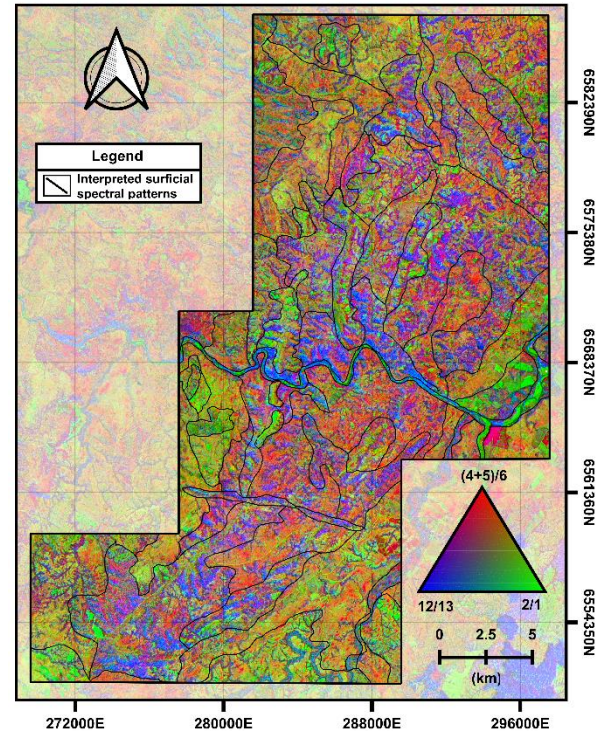 6582390N
Legend
Interpreted surficial
spectral patterns
6575380N
6568370N
6561360N
(4+5)/6
12/13
2/1
6554350N
0 2.5 5
(km)
272000E 280000E 288000E 296000E